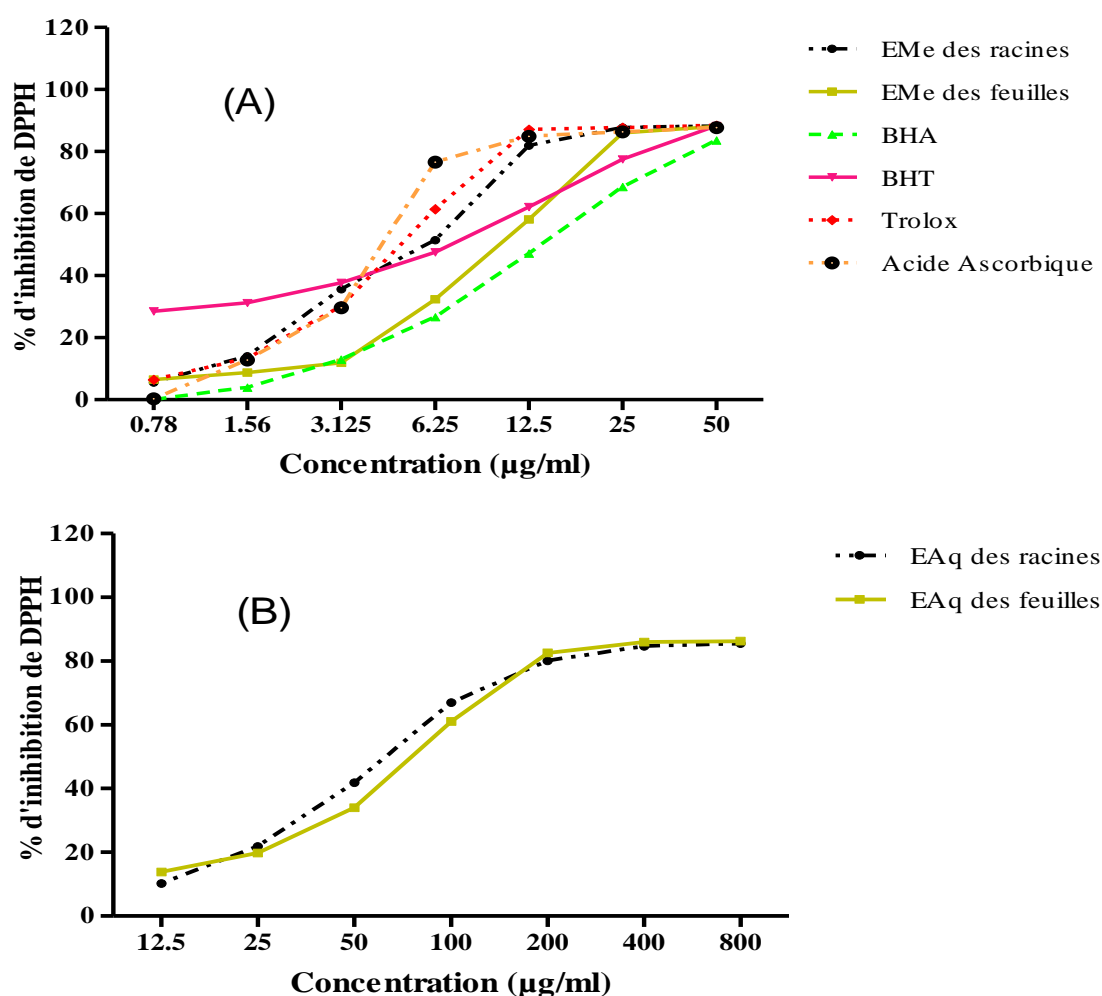 120
100
80
60
40
20
0
% d'inhibition de DPPH
(A)
0.78 1.56 3.125 6.25 12.5 25 50
Concentration (µg/ml)
EMe des racines
EMe des feuilles
BHA
BHT
Trolox
Acide Ascorbique
120
100
80
60
40
20
0
% d'inihibition de DPPH
(B)
12.5 25 50 100 200 400 800
Concentration (µg/ml)
EAq des racines
EAq des feuilles